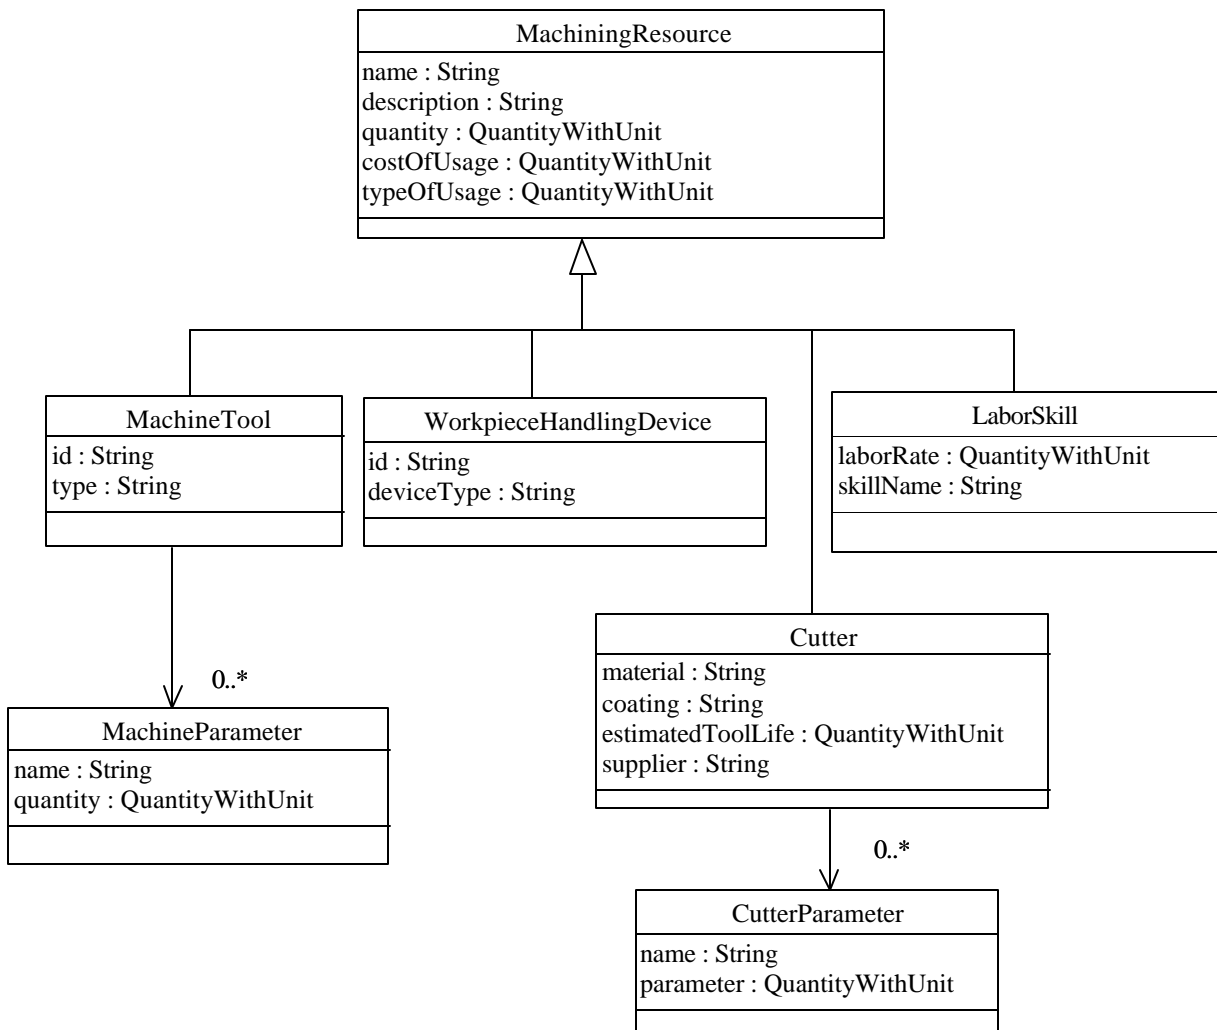 MachiningResource
name : String
description : String
quantity : QuantityWithUnit
costOfUsage : QuantityWithUnit
typeOfUsage : QuantityWithUnit
MachineTool
id : String
type : String
WorkpieceHandlingDevice
id : String
deviceType : String
LaborSkill
laborRate : QuantityWithUnit
skillName : String
0..*
MachineParameter
name : String
quantity : QuantityWithUnit
Cutter
material : String
coating : String
estimatedToolLife : QuantityWithUnit
supplier : String
0..*
CutterParameter
name : String
parameter : QuantityWithUnit